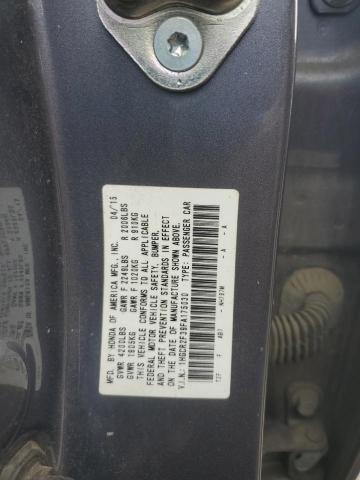 MFD. BY HONDA OF AMERICA MFG., INC. 04/15
GVWR 4200LBS GAWR F 2249LBS R 2006LBS
GVWR 1905KG GAWR F 1020KG R 910KG
THIS VEHICLE CONFORMS TO ALL APPLICABLE
FEDERAL MOTOR VEHICLE SAFETY, BUMPER,
AND THEFT PREVENTION STANDARDS IN EFFECT
ON THE DATE OF MANUFACTURE SHOWN ABOVE.
V.I.N.: 1HGCR2F38FA175030 TYPE: PASSENGER CAR